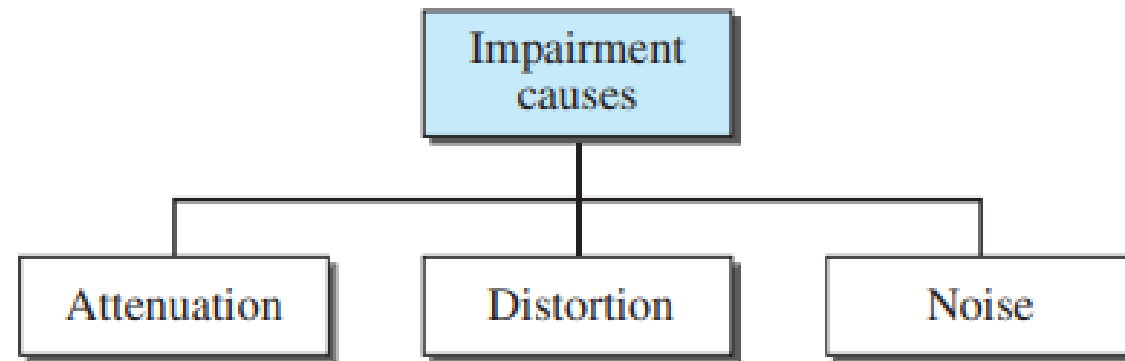 Impairment
causes
Attenuation
Distortion
Noise